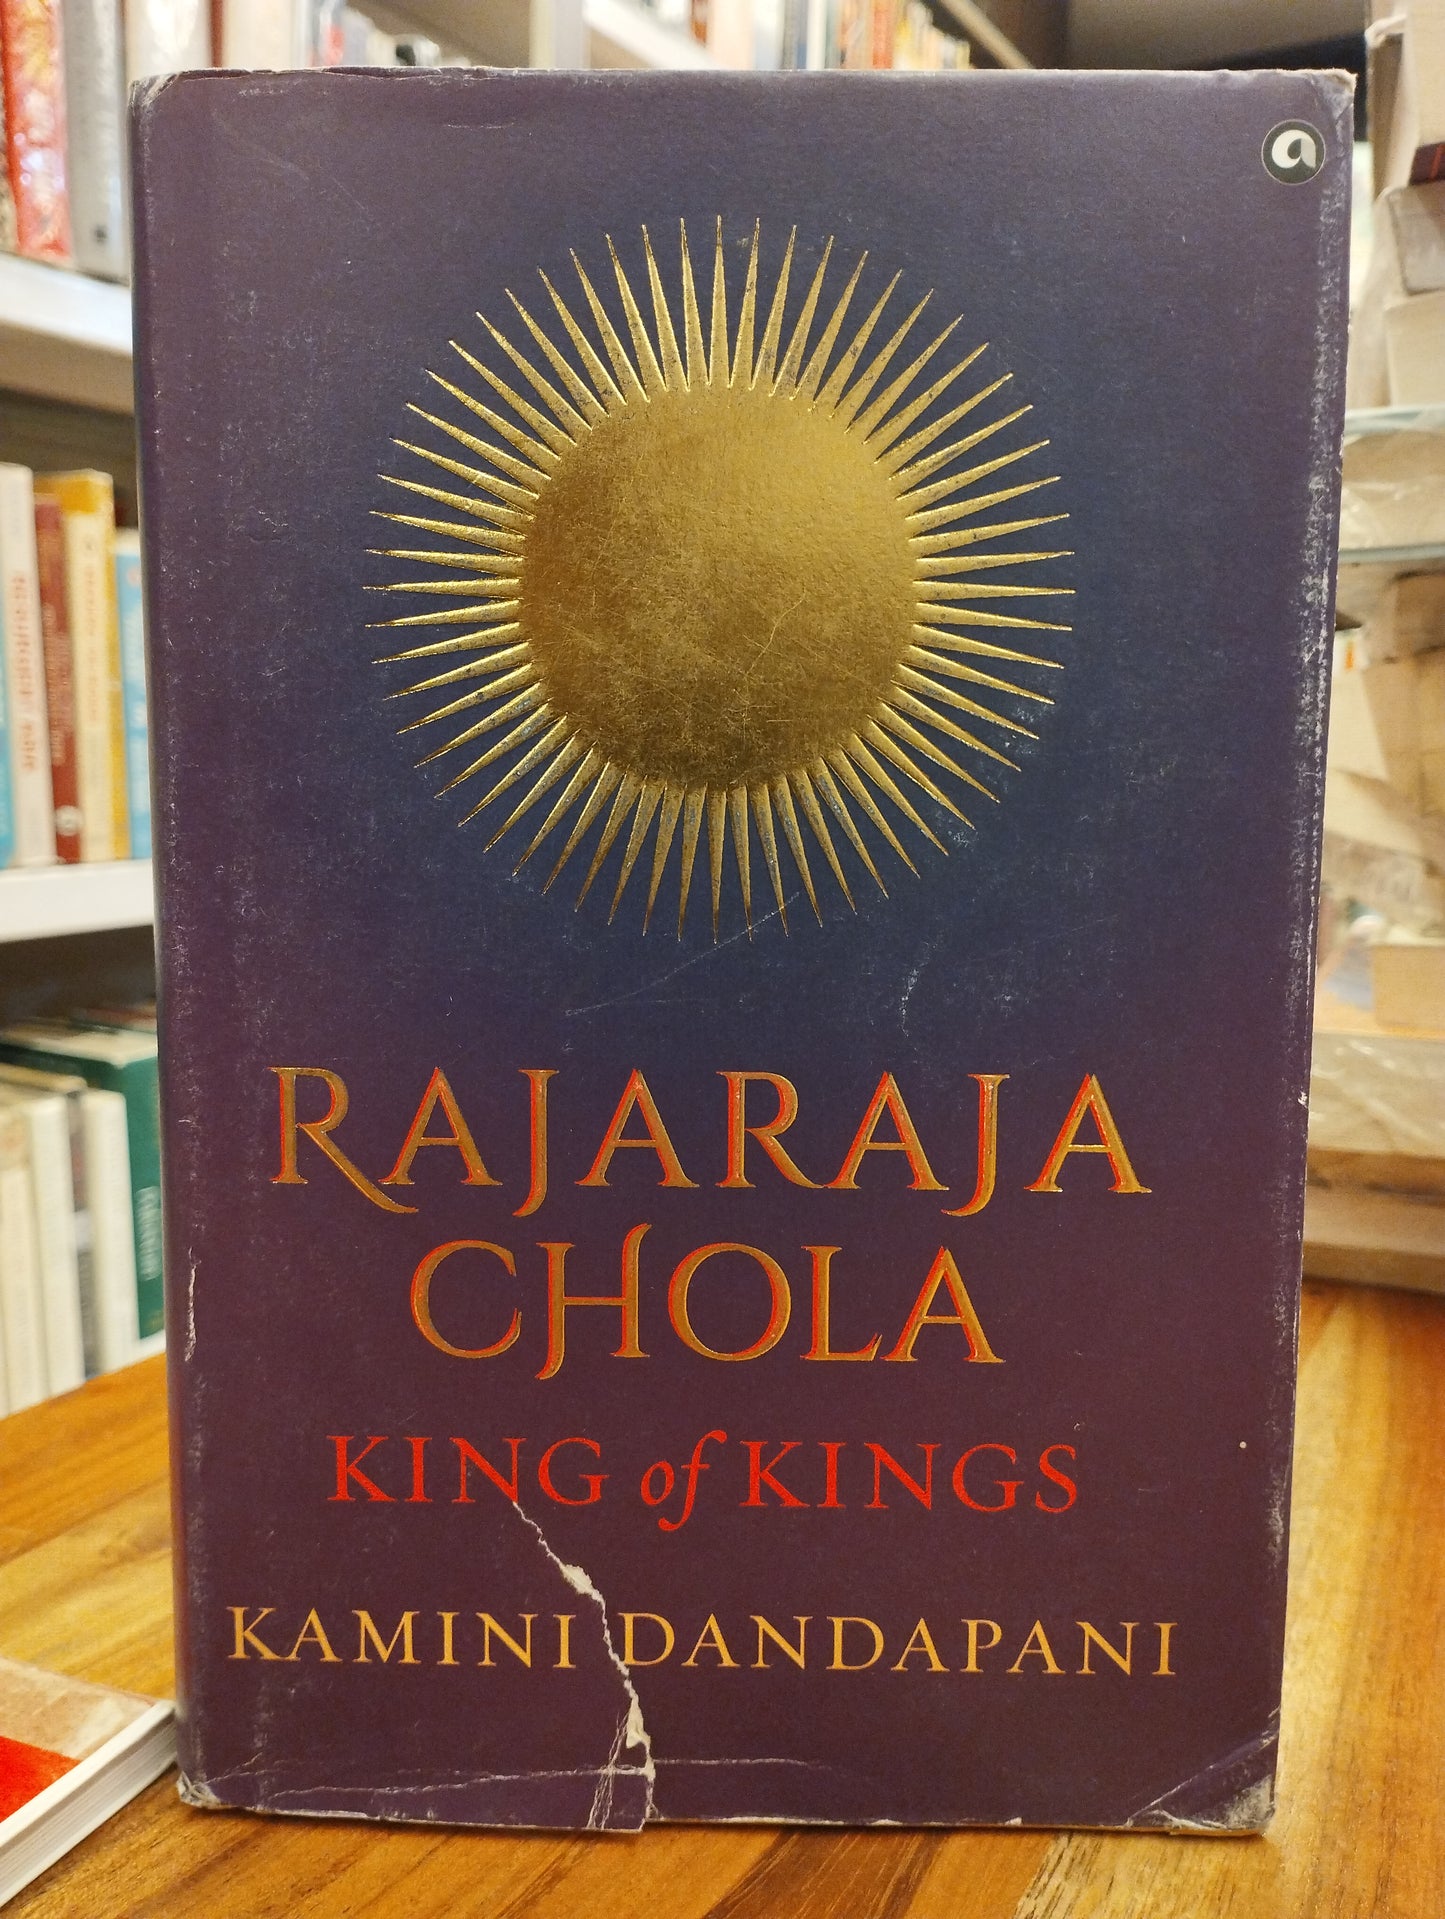 a
RAJARAJA
CHOLA
KING of KINGS
KAMINI DANDAPANI